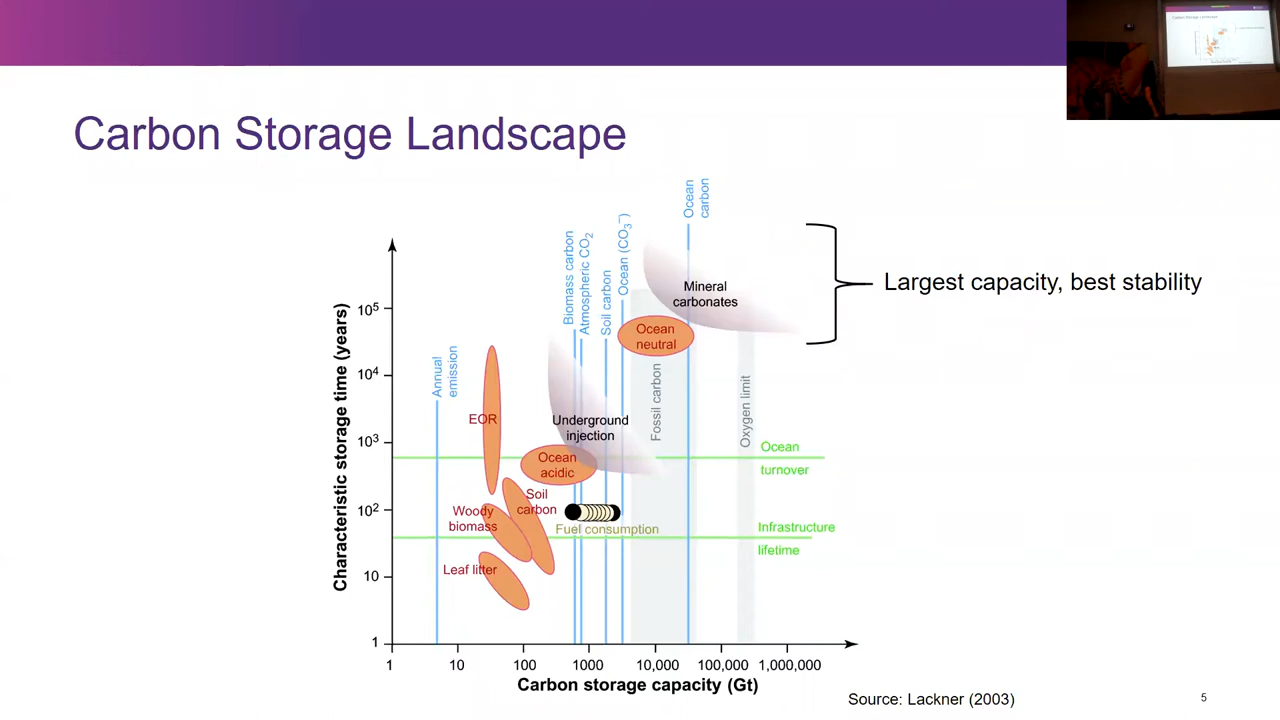 Carbon Storage Landscape
Carbon Storage Landscape
Ocean
carbon
Ocean (CO₃⁻)
Biomass carbon
Atmospheric CO₂
Soil carbon
Annual
emission
Mineral
carbonates
Largest capacity, best stability
Ocean
neutral
EOR
Underground
injection
Fossil carbon
Oxygen limit
Ocean
turnover
Ocean
acidic
Soil
carbon
Woody
biomass
Fuel consumption
Infrastructure
lifetime
Leaf litter
Characteristic storage time (years)
10⁵
10⁴
10³
10²
10
1
1 10 100 1000 10,000 100,000 1,000,000
Carbon storage capacity (Gt)
Source: Lackner (2003)
5